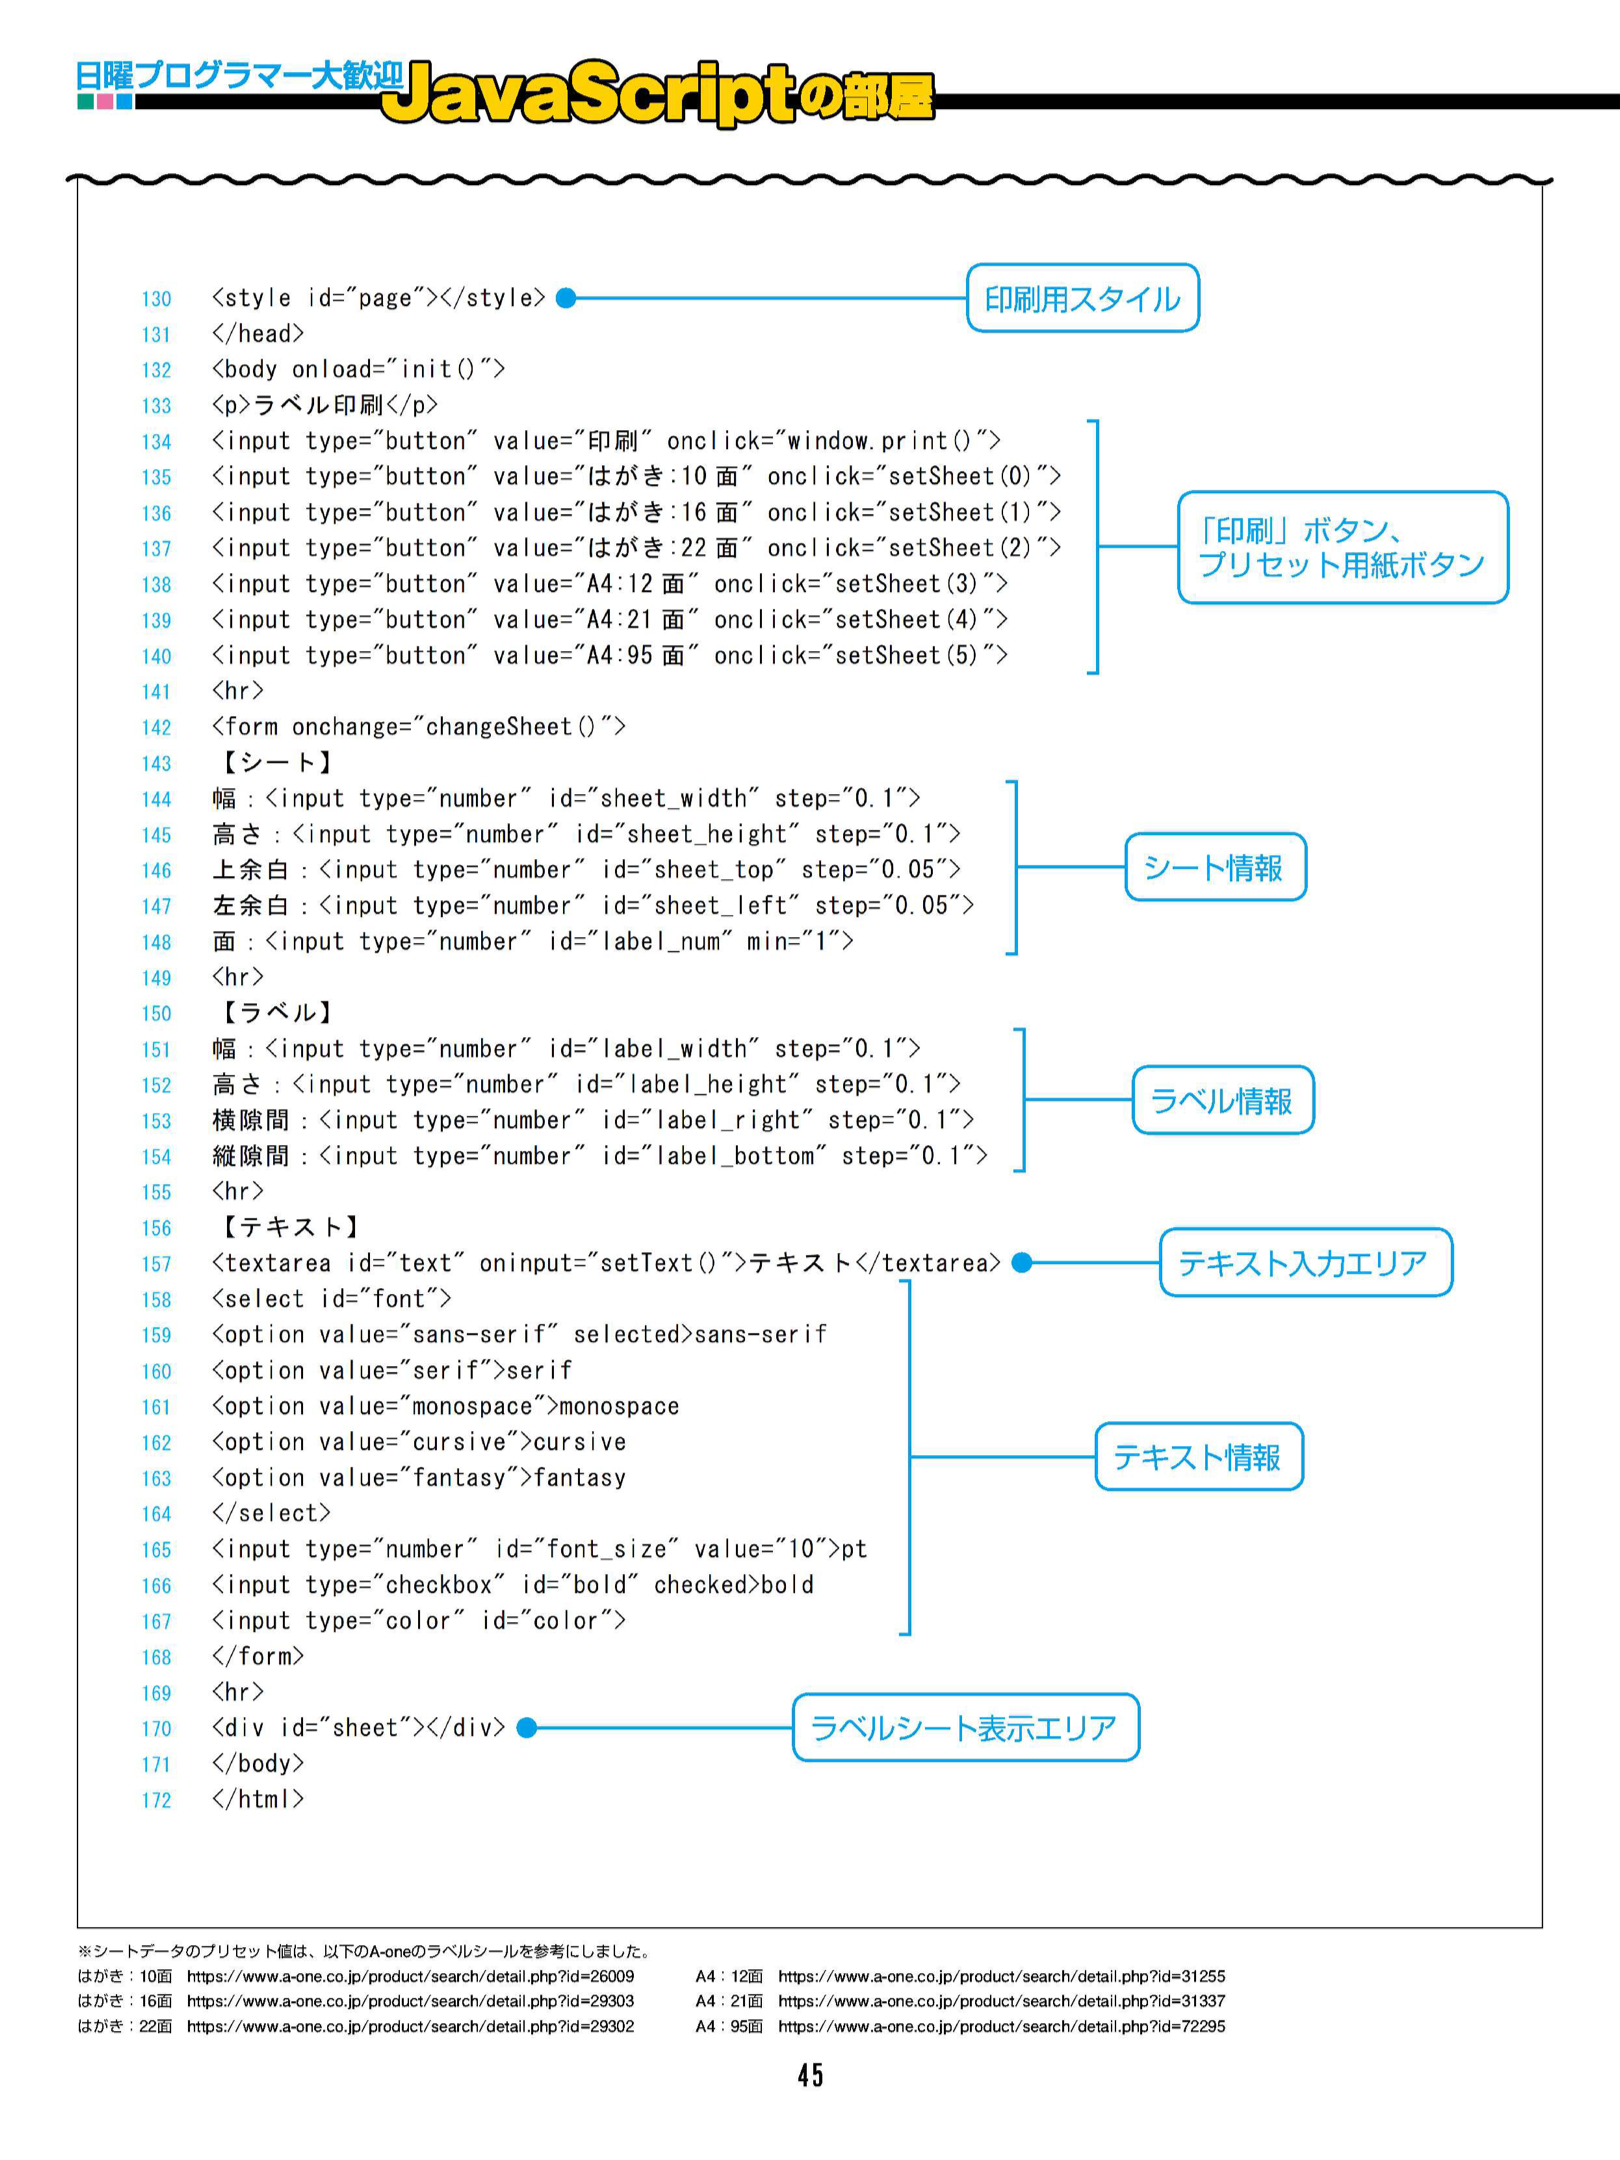 日曜プログラマー大歓迎
JavaScriptの部屋
130 <style id="page"></style>
印刷用スタイル
131 </head>
132 <body onload="init()">
133 <p>ラベル印刷</p>
134 <input type="button" value="印刷" onclick="window.print()">
135 <input type="button" value="はがき:10面" onclick="setSheet(0)">
136 <input type="button" value="はがき:16面" onclick="setSheet(1)">
137 <input type="button" value="はがき:22面" onclick="setSheet(2)">
138 <input type="button" value="A4:12面" onclick="setSheet(3)">
139 <input type="button" value="A4:21面" onclick="setSheet(4)">
140 <input type="button" value="A4:95面" onclick="setSheet(5)">
「印刷」ボタン、
プリセット用紙ボタン
141 <hr>
142 <form onchange="changeSheet()">
143 【シート】
144 幅：<input type="number" id="sheet_width" step="0.1">
145 高さ：<input type="number" id="sheet_height" step="0.1">
146 上余白：<input type="number" id="sheet_top" step="0.05">
147 左余白：<input type="number" id="sheet_left" step="0.05">
148 面：<input type="number" id="label_num" min="1">
シート情報
149 <hr>
150 【ラベル】
151 幅：<input type="number" id="label_width" step="0.1">
152 高さ：<input type="number" id="label_height" step="0.1">
153 横隙間：<input type="number" id="label_right" step="0.1">
154 縦隙間：<input type="number" id="label_bottom" step="0.1">
ラベル情報
155 <hr>
156 【テキスト】
157 <textarea id="text" oninput="setText()">テキスト</textarea>
テキスト入力エリア
158 <select id="font">
159 <option value="sans-serif" selected>sans-serif
160 <option value="serif">serif
161 <option value="monospace">monospace
162 <option value="cursive">cursive
163 <option value="fantasy">fantasy
164 </select>
165 <input type="number" id="font_size" value="10">pt
166 <input type="checkbox" id="bold" checked>bold
167 <input type="color" id="color">
テキスト情報
168 </form>
169 <hr>
170 <div id="sheet"></div>
ラベルシート表示エリア
171 </body>
172 </html>
※シートデータのプリセット値は、以下のA-oneのラベルシールを参考にしました。
はがき：10面 https://www.a-one.co.jp/product/search/detail.php?id=26009
はがき：16面 https://www.a-one.co.jp/product/search/detail.php?id=29303
はがき：22面 https://www.a-one.co.jp/product/search/detail.php?id=29302
A4：12面 https://www.a-one.co.jp/product/search/detail.php?id=31255
A4：21面 https://www.a-one.co.jp/product/search/detail.php?id=31337
A4：95面 https://www.a-one.co.jp/product/search/detail.php?id=72295
45